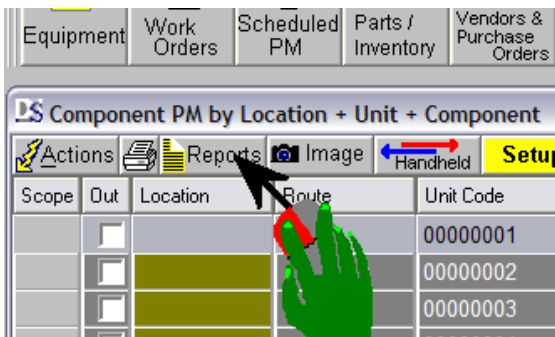 Equipment
Work
Orders
Scheduled
PM
Parts /
Inventory
Vendors &
Purchase
Orders
DS Component PM by Location + Unit + Component
Actions
Reports
Image
Handheld
Setup
Scope Out Location Route Unit Code
00000001
00000002
00000003